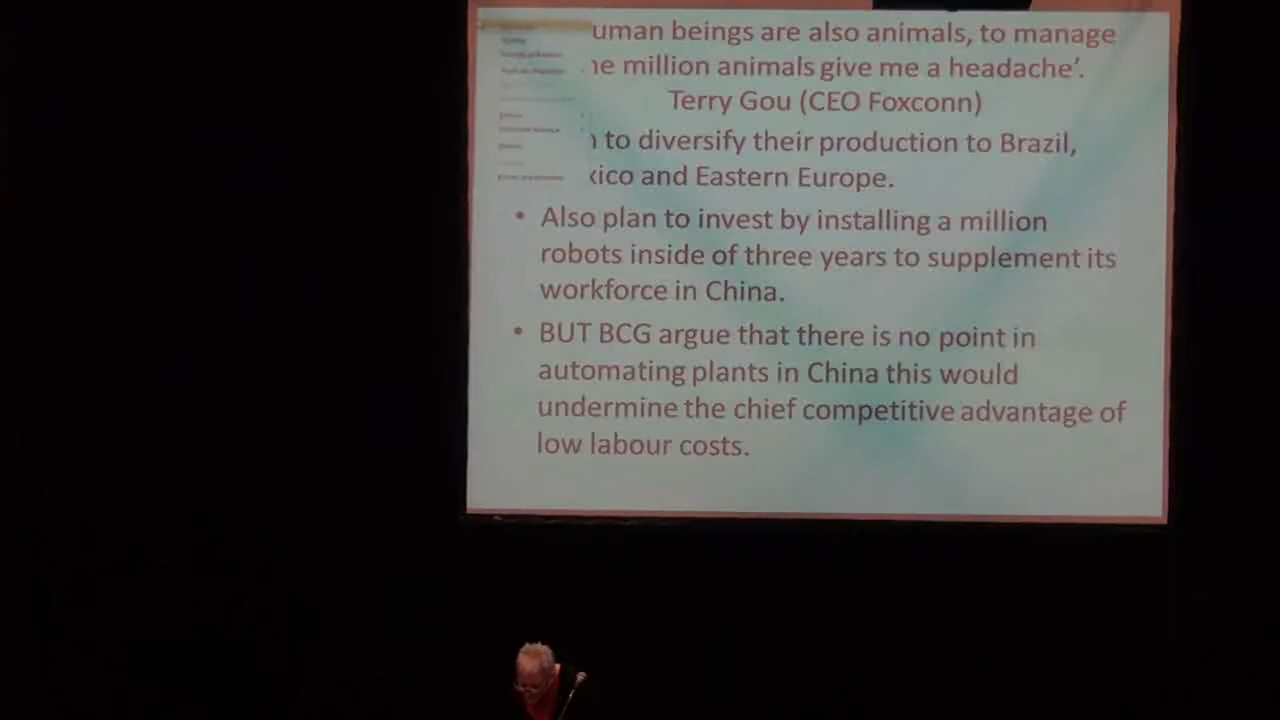 uman beings are also animals, to manage
ne million animals give me a headache’.
Terry Gou (CEO Foxconn)
to diversify their production to Brazil,
xico and Eastern Europe.
• Also plan to invest by installing a million
robots inside of three years to supplement its
workforce in China.
• BUT BCG argue that there is no point in
automating plants in China this would
undermine the chief competitive advantage of
low labour costs.